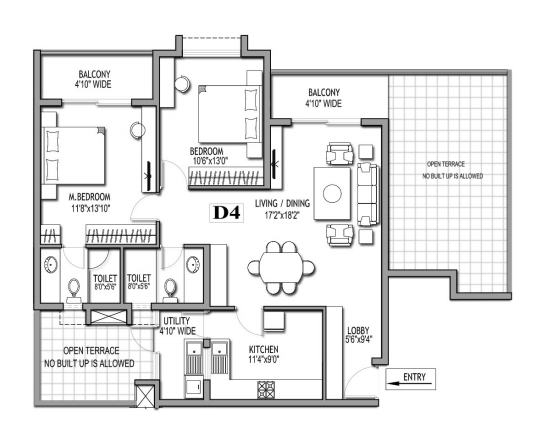 BALCONY
4'10" WIDE
BALCONY
4'10" WIDE
BEDROOM
10'6"x13'0"
OPEN TERRACE
NO BUILT UP IS ALLOWED
M.BEDROOM
11'8"x13'10"
LIVING / DINING
17'2"x18'2"
D4
TOILET
8'0"x5'6"
TOILET
8'0"x5'6"
UTILITY
4'10" WIDE
LOBBY
5'6"x9'4"
OPEN TERRACE
NO BUILT UP IS ALLOWED
KITCHEN
11'4"x9'0"
ENTRY